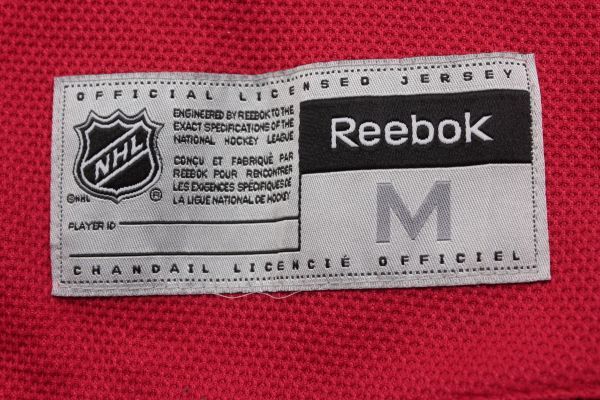 OFFICIAL LICENSED JERSEY
NHL
©NHL
®
ENGINEERED BY REEBOK TO THE
EXACT SPECIFICATIONS OF THE
NATIONAL HOCKEY LEAGUE
CONÇU ET FABRIQUÉ PAR
REEBOK POUR RENCONTRER
LES EXIGENCES SPÉCIFIQUES DE
LA LIGUE NATIONAL DE HOCKEY
PLAYER ID
Reebok
M
CHANDAIL LICENCIÉ OFFICIEL